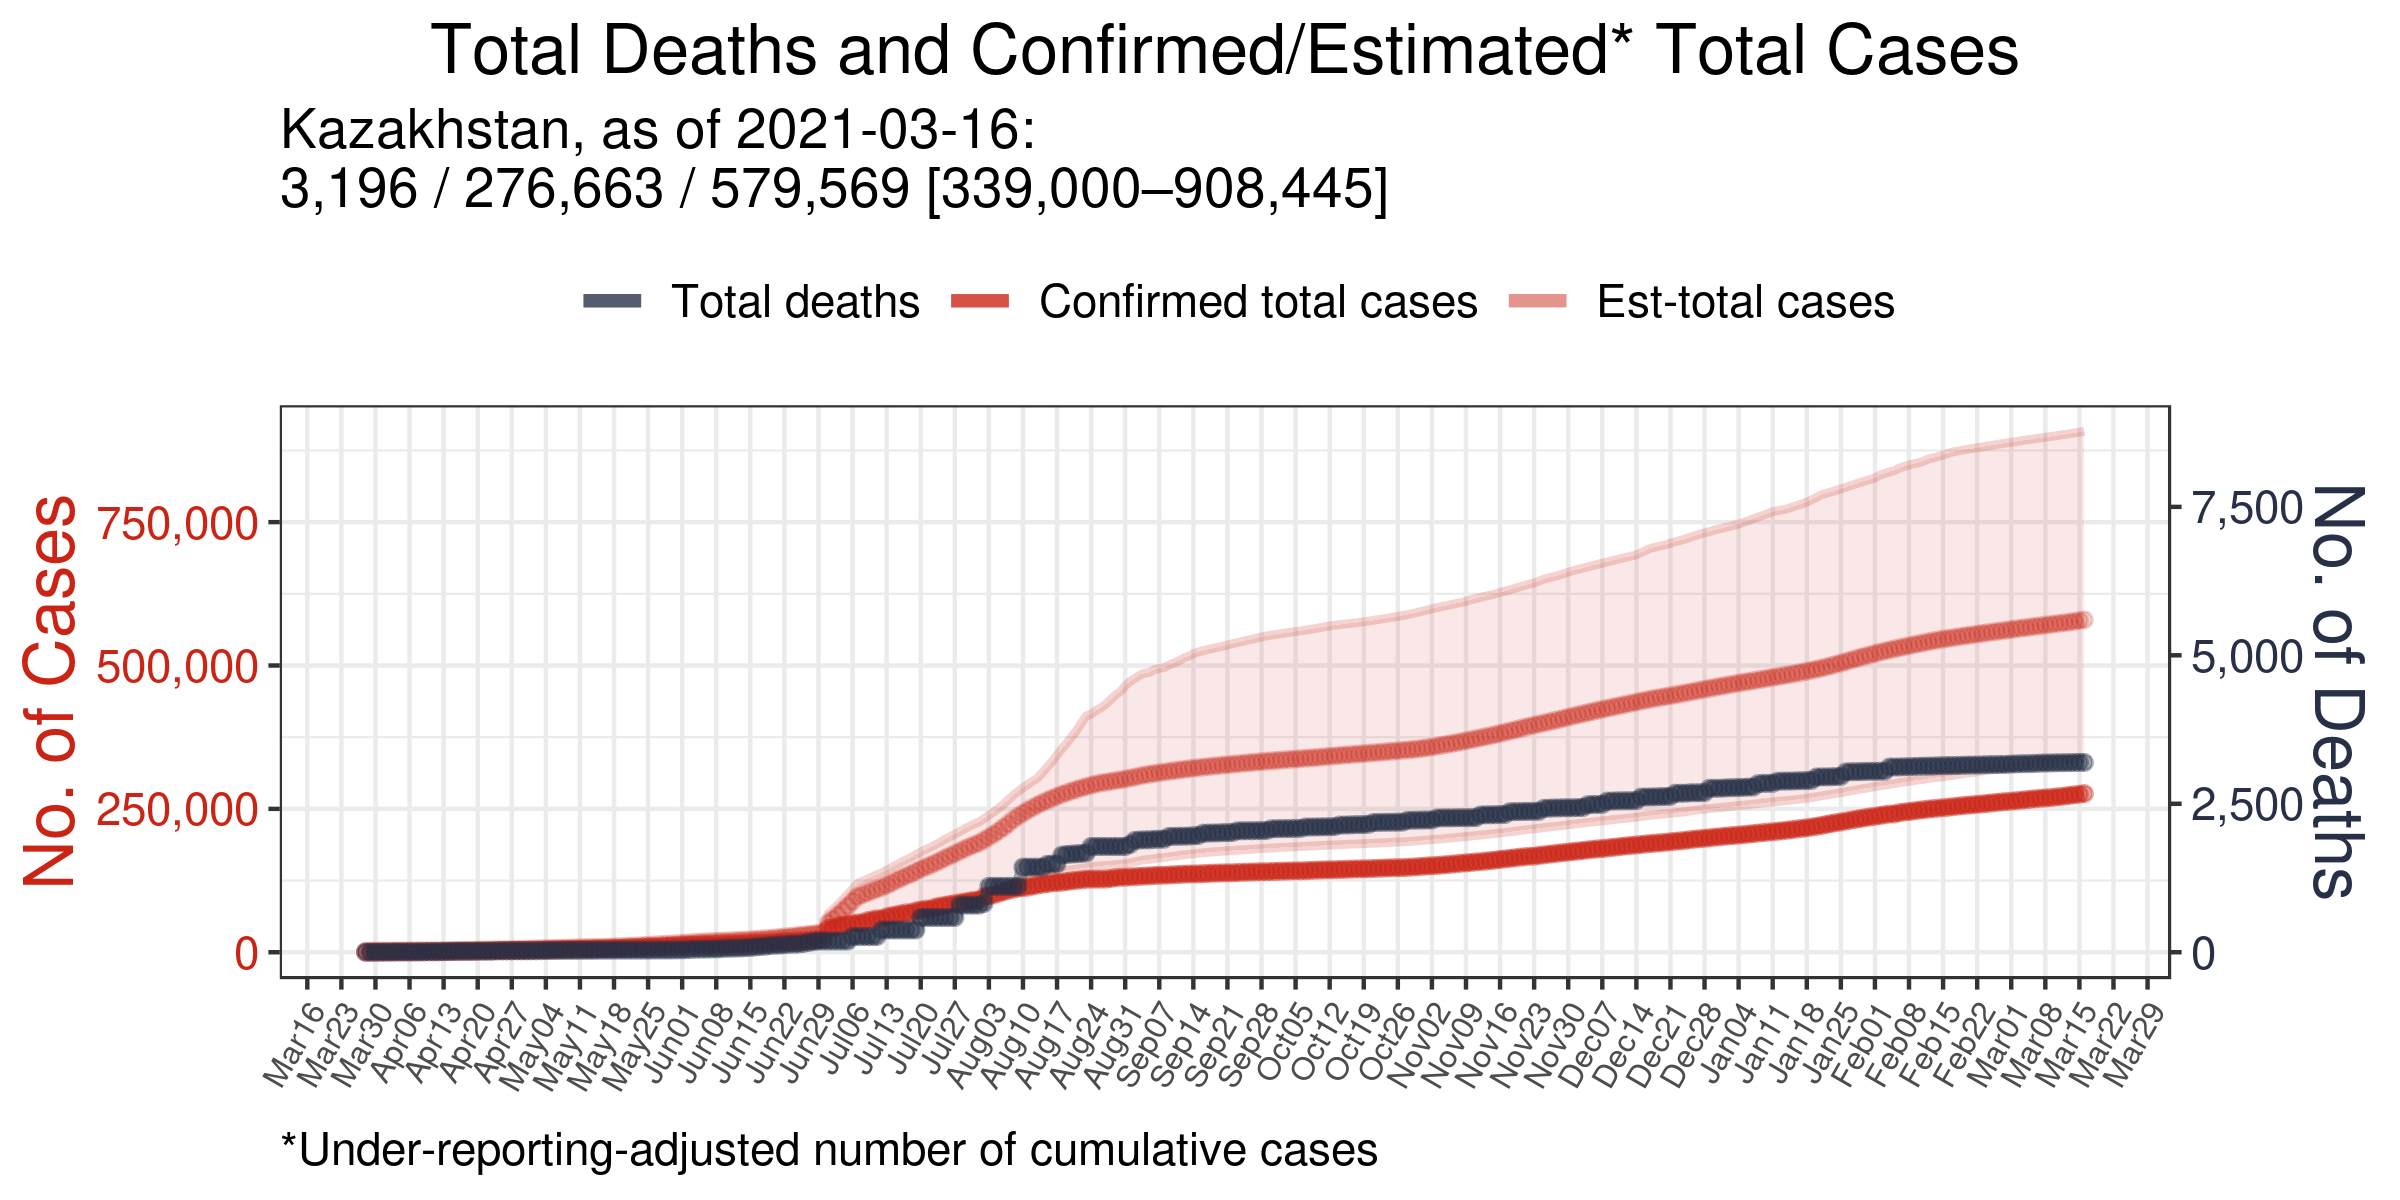 Total Deaths and Confirmed/Estimated* Total Cases
Kazakhstan, as of 2021-03-16:
3,196 / 276,663 / 579,569 [339,000–908,445]
Total deaths
Confirmed total cases
Est-total cases
No. of Cases
750,000
500,000
250,000
0
7,500
5,000
2,500
0
No. of Deaths
Mar16
Mar23
Mar30
Apr06
Apr13
Apr20
Apr27
May04
May11
May18
May25
Jun01
Jun08
Jun15
Jun22
Jun29
Jul06
Jul13
Jul20
Jul27
Aug03
Aug10
Aug17
Aug24
Aug31
Sep07
Sep14
Sep21
Sep28
Oct05
Oct12
Oct19
Oct26
Nov02
Nov09
Nov16
Nov23
Nov30
Dec07
Dec14
Dec21
Dec28
Jan04
Jan11
Jan18
Jan25
Feb01
Feb08
Feb15
Feb22
Mar01
Mar08
Mar15
Mar22
Mar29
*Under-reporting-adjusted number of cumulative cases